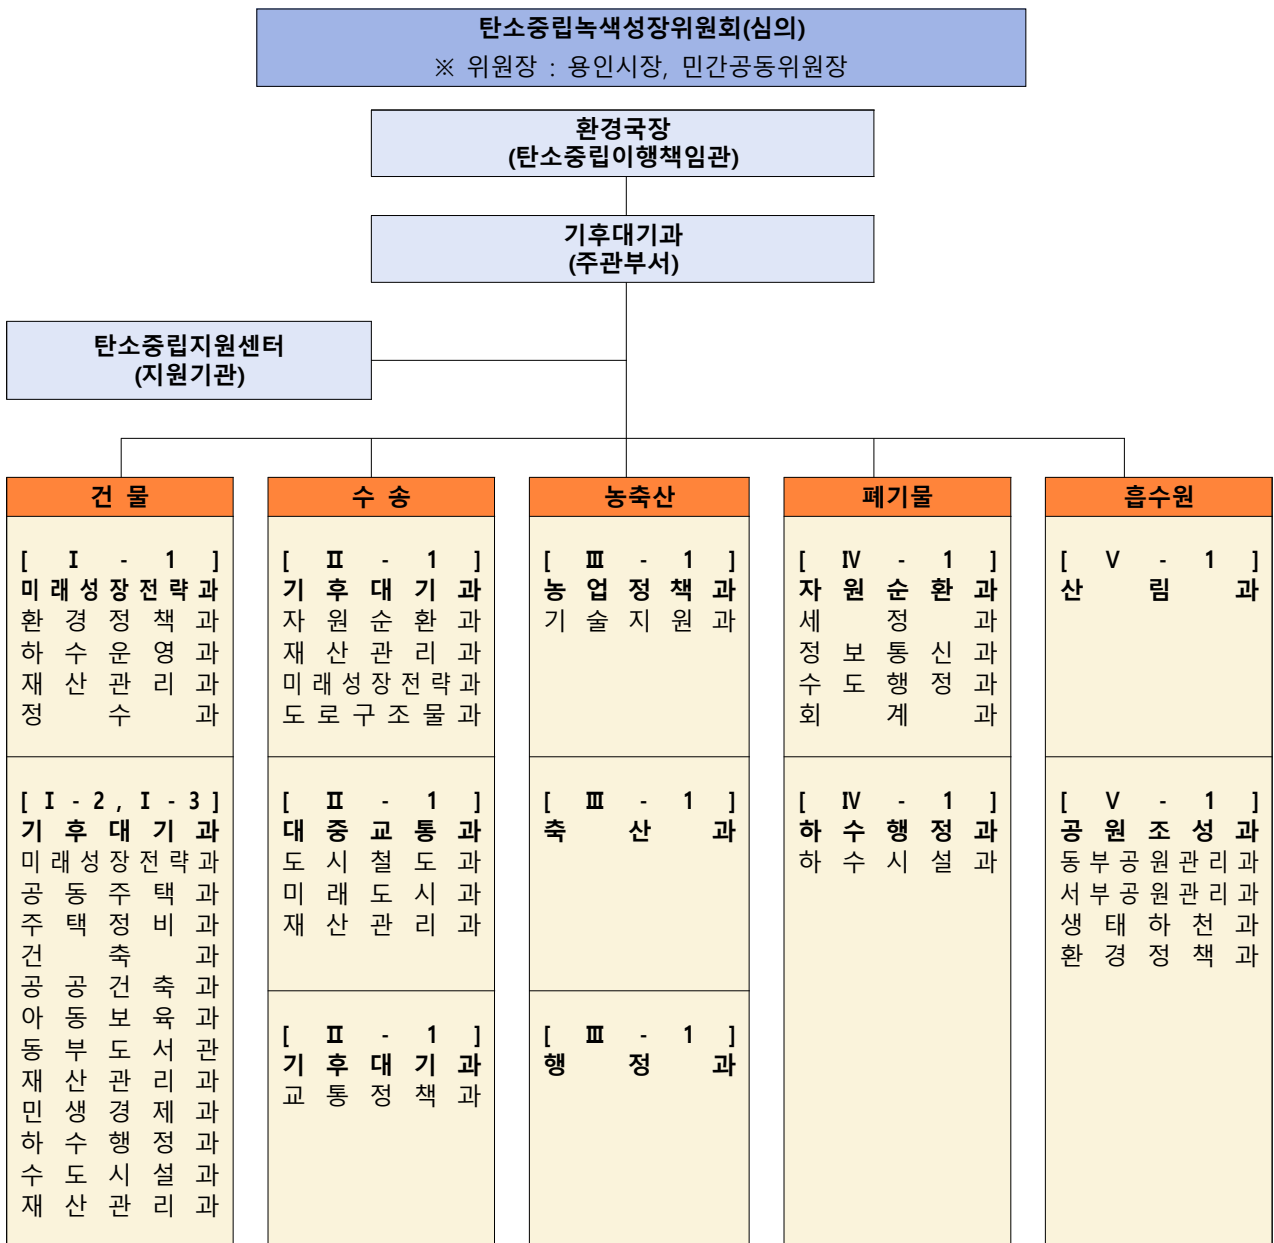 탄소중립녹색성장위원회(심의)
※ 위원장 : 용인시장, 민간공동위원장
환경국장
(탄소중립이행책임관)
기후대기과
(주관부서)
탄소중립지원센터
(지원기관)
건 물
[ Ⅰ - 1 ]
미래성장전략과
환경정책과
하수운영과
재산관리과
정수과
[ Ⅰ - 2 , Ⅰ - 3 ]
기후대기과
미래성장전략과
공동주택과
주택정비과
건축과
공공건축과
아동보육과
동부도서관
재산관리과
민생경제과
하수행정과
수도시설과
재산관리과
수 송
[ Ⅱ - 1 ]
기후대기과
자원순환과
재산관리과
미래성장전략과
도로구조물과
[ Ⅱ - 1 ]
대중교통과
도시철도과
미래도시과
재산관리과
[ Ⅱ - 1 ]
기후대기과
교통정책과
농축산
[ Ⅲ - 1 ]
농업정책과
기술지원과
[ Ⅲ - 1 ]
축산과
[ Ⅲ - 1 ]
행정과
폐기물
[ Ⅳ - 1 ]
자원순환과
세정과
정보통신과
수도행정과
회계과
[ Ⅳ - 1 ]
하수행정과
하수시설과
흡수원
[ Ⅴ - 1 ]
산림과
[ Ⅴ - 1 ]
공원조성과
동부공원관리과
서부공원관리과
생태하천과
환경정책과